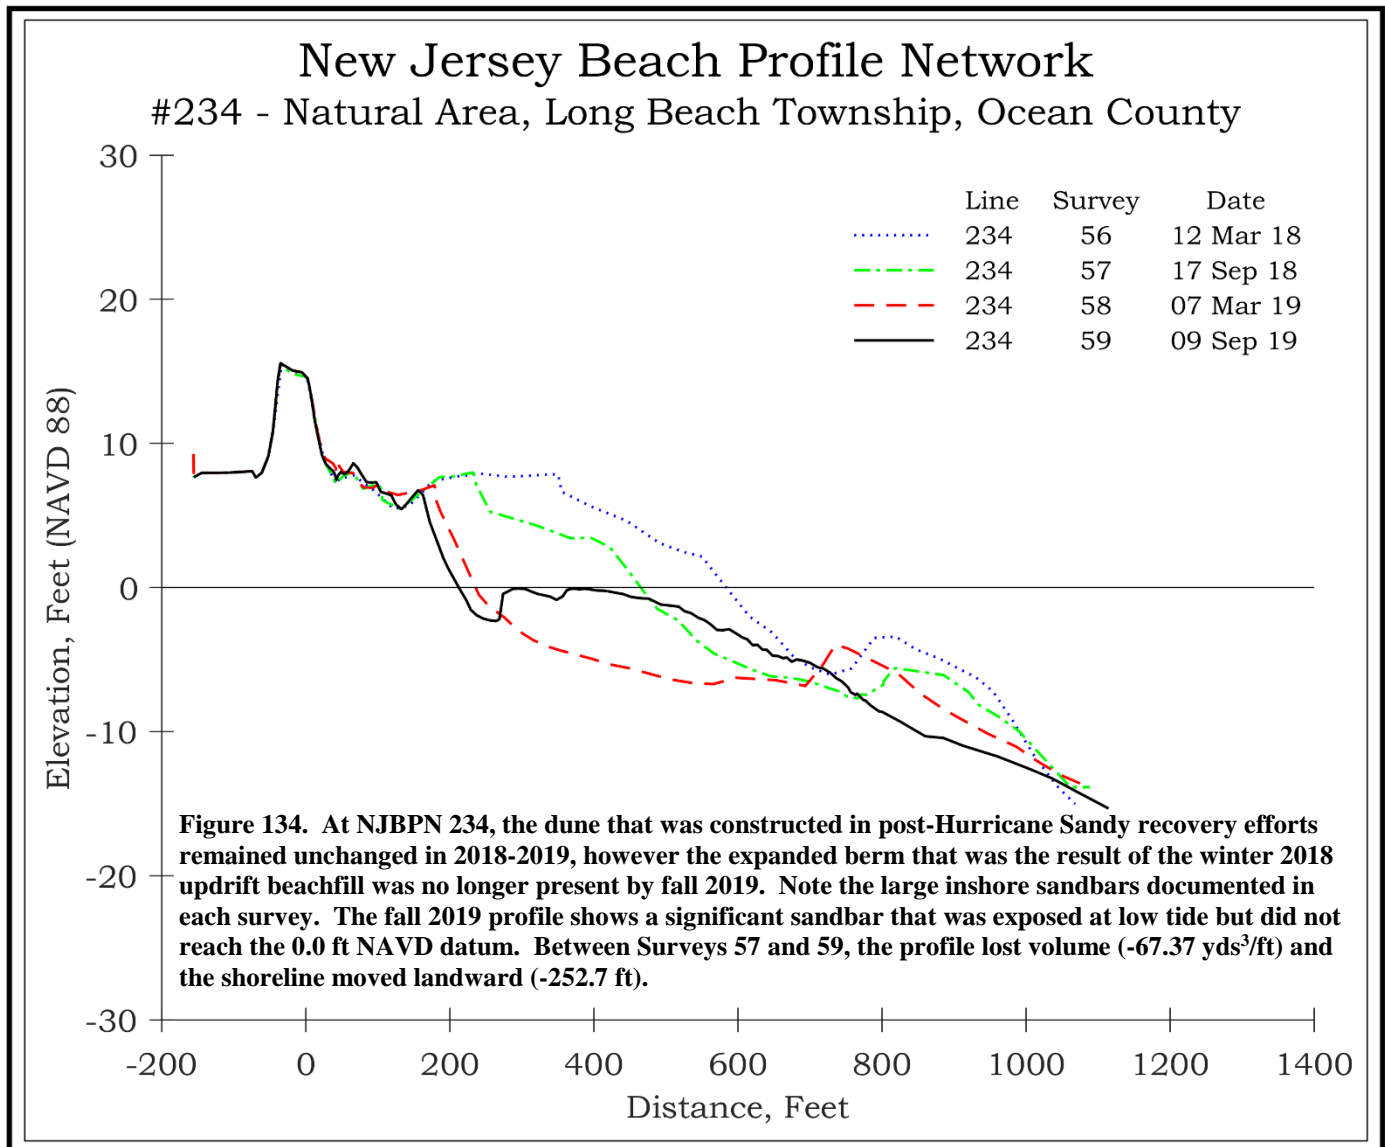 New Jersey Beach Profile Network
#234 - Natural Area, Long Beach Township, Ocean County
30
20
10
0
-10
-20
-30
Elevation, Feet (NAVD 88)
Line Survey Date
234 56 12 Mar 18
234 57 17 Sep 18
234 58 07 Mar 19
234 59 09 Sep 19
Figure 134. At NJBPN 234, the dune that was constructed in post-Hurricane Sandy recovery efforts
remained unchanged in 2018-2019, however the expanded berm that was the result of the winter 2018
updrift beachfill was no longer present by fall 2019. Note the large inshore sandbars documented in
each survey. The fall 2019 profile shows a significant sandbar that was exposed at low tide but did not
reach the 0.0 ft NAVD datum. Between Surveys 57 and 59, the profile lost volume (-67.37 yds³/ft) and
the shoreline moved landward (-252.7 ft).
-200 0 200 400 600 800 1000 1200 1400
Distance, Feet